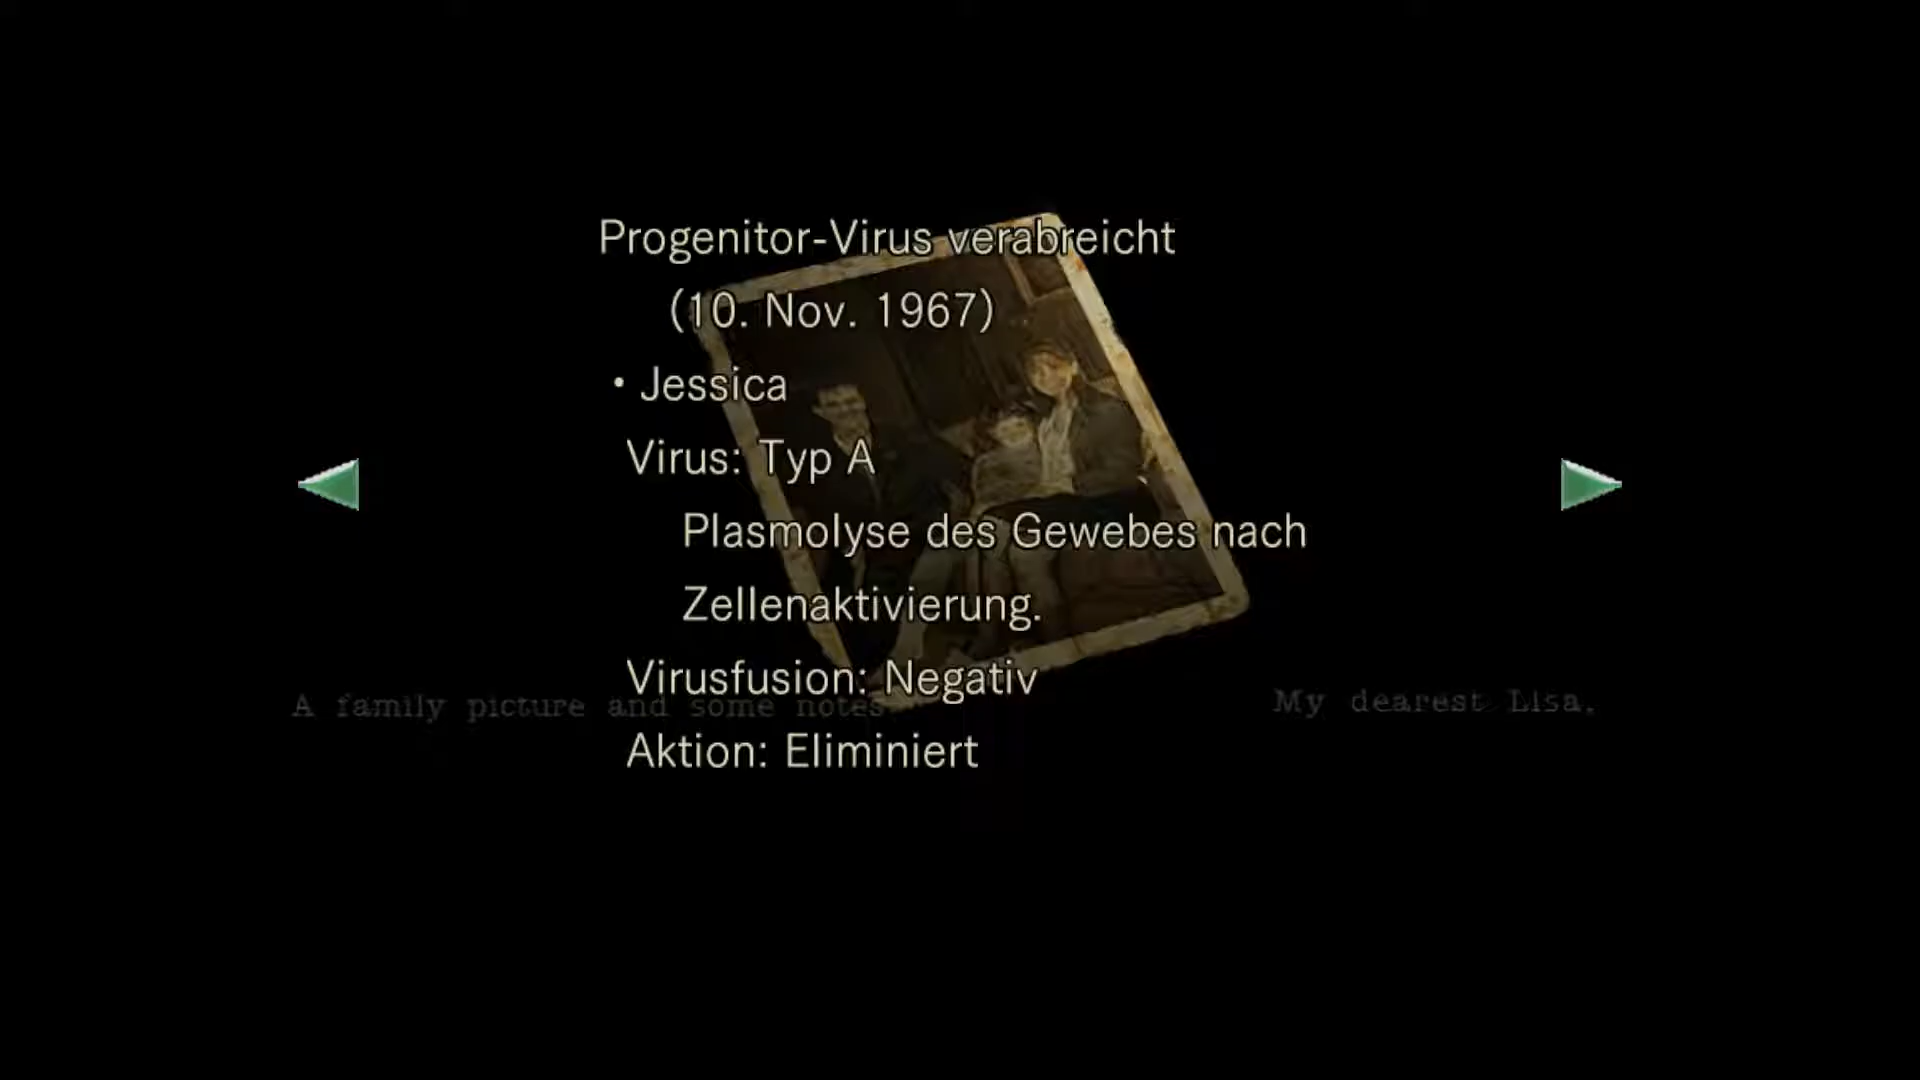 Progenitor-Virus verabreicht
(10. Nov. 1967)
• Jessica
Virus: Typ A
Plasmolyse des Gewebes nach
Zellenaktivierung.
Virusfusion: Negativ
A family picture and some notes.
My dearest Lisa.
Aktion: Eliminiert